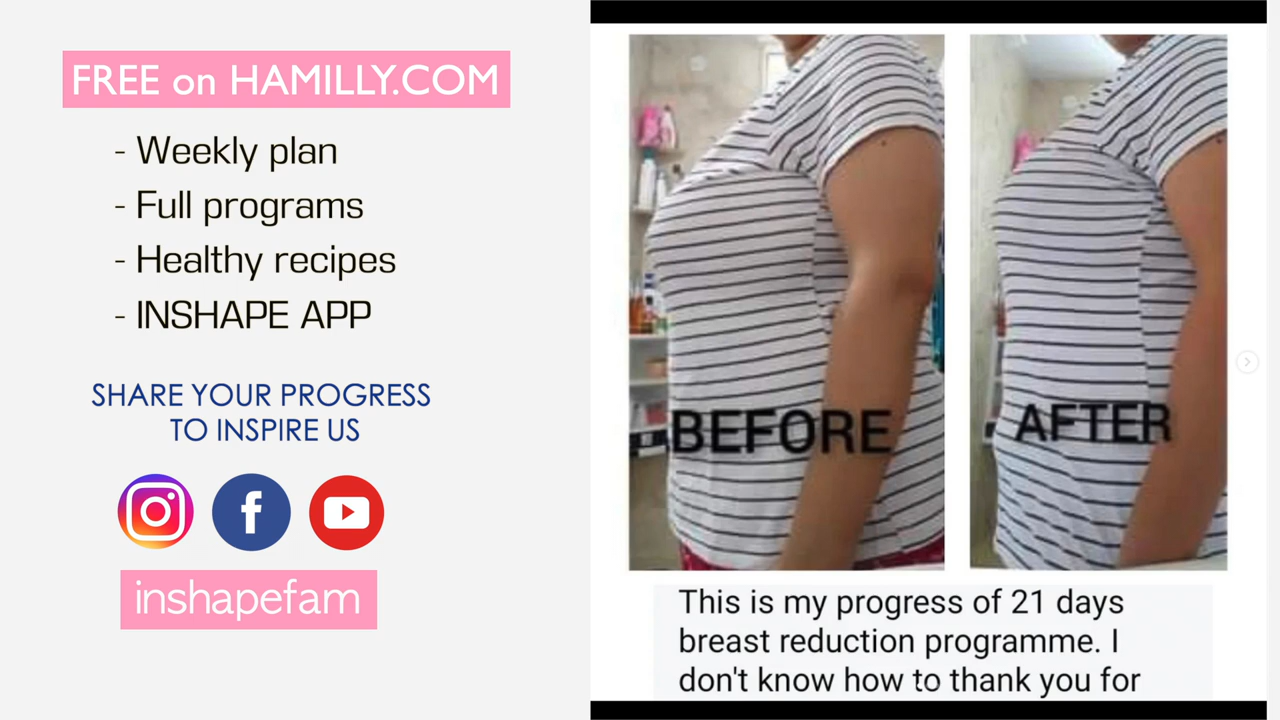 FREE on HAMILLY.COM
- Weekly plan
- Full programs
- Healthy recipes
- INSHAPE APP
SHARE YOUR PROGRESS
TO INSPIRE US
inshapefam
BEFORE
AFTER
This is my progress of 21 days
breast reduction programme. I
don't know how to thank you for